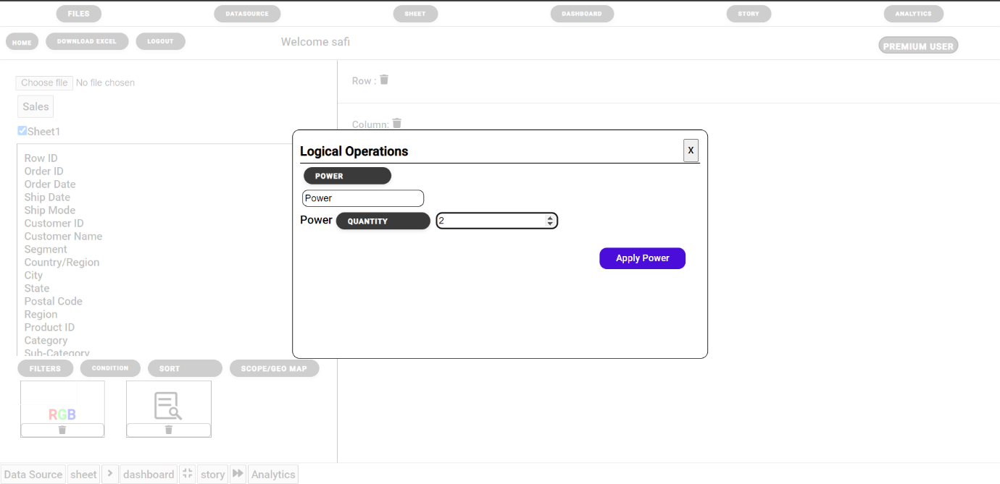 FILES DATASOURCE SHEET DASHBOARD STORY ANALYTICS
HOME DOWNLOAD EXCEL LOGOUT Welcome safi PREMIUM USER
Choose file No file chosen
Row :
Sales
Column:
Sheet1
Logical Operations X
POWER
Power
Power QUANTITY 2
Apply Power
Row ID
Order ID
Order Date
Ship Date
Ship Mode
Customer ID
Customer Name
Segment
Country/Region
City
State
Postal Code
Region
Product ID
Category
Sub-Category
FILTERS CONDITION SORT SCOPE/GEO MAP
RGB
Data Source sheet dashboard story Analytics